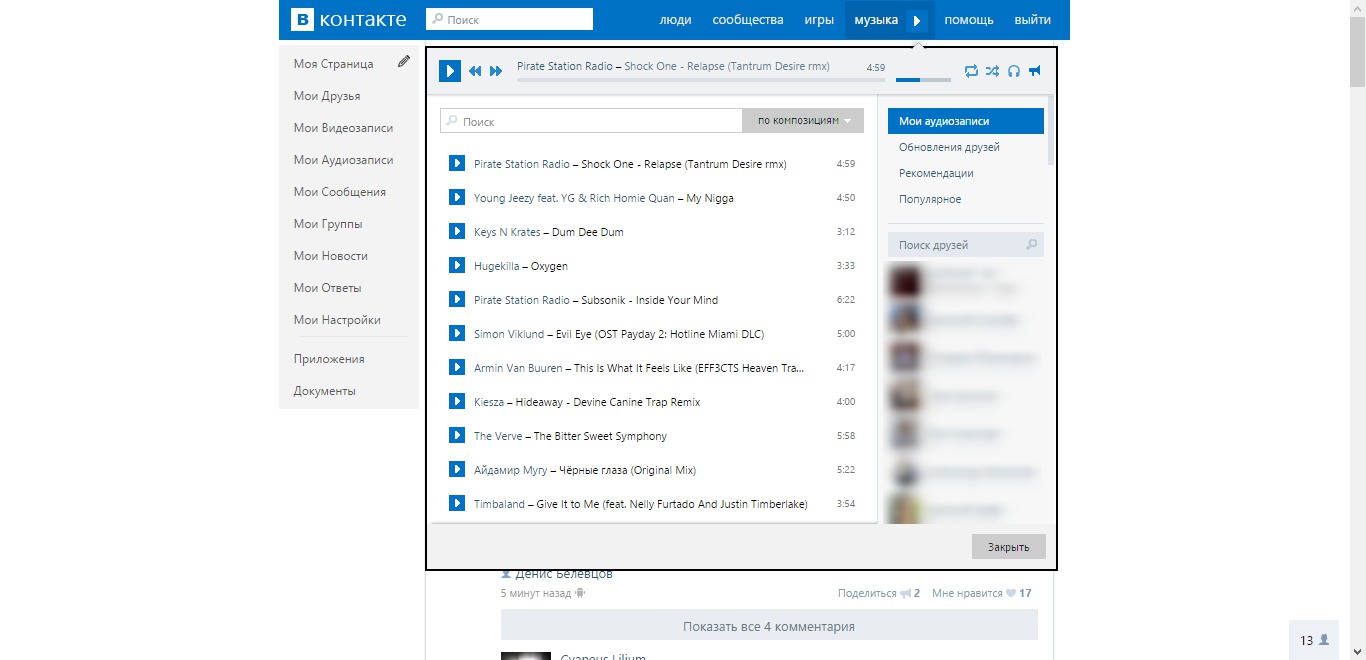 В контакте
Поиск
люди сообщества игры музыка помощь выйти
Моя Страница
Мои Друзья
Мои Видеозаписи
Мои Аудиозаписи
Мои Сообщения
Мои Группы
Мои Новости
Мои Ответы
Мои Настройки
Приложения
Документы
Pirate Station Radio – Shock One - Relapse (Tantrum Desire rmx) 4:59
Поиск по композициям
Pirate Station Radio – Shock One - Relapse (Tantrum Desire rmx) 4:59
Young Jeezy feat. YG & Rich Homie Quan – My Nigga 4:50
Keys N Krates – Dum Dee Dum 3:12
Hugekilla – Oxygen 3:33
Pirate Station Radio – Subsonik - Inside Your Mind 6:22
Simon Viklund – Evil Eye (OST Payday 2: Hotline Miami DLC) 5:00
Armin Van Buuren – This Is What It Feels Like (EFF3CTS Heaven Tra... 4:17
Kiesza – Hideaway - Devine Canine Trap Remix 4:00
The Verve – The Bitter Sweet Symphony 5:58
Айдамир Мугу – Чёрные глаза (Original Mix) 5:22
Timbaland – Give It to Me (feat. Nelly Furtado And Justin Timberlake) 3:54
Мои аудиозаписи
Обновления друзей
Рекомендации
Популярное
Поиск друзей
Закрыть
Денис Белевцов
5 минут назад Поделиться 2 Мне нравится 17
Показать все 4 комментария
Cyaneus Lilium
13